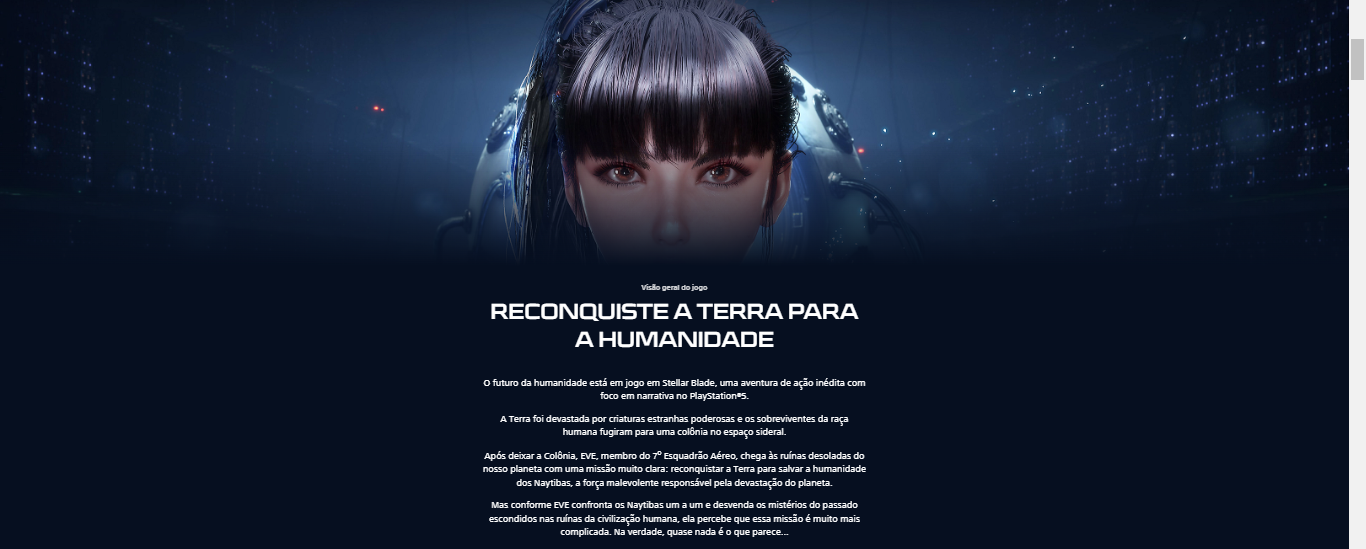 Visão geral do jogo
RECONQUISTE A TERRA PARA
A HUMANIDADE
O futuro da humanidade está em jogo em Stellar Blade, uma aventura de ação inédita com
foco em narrativa no PlayStation®5.
A Terra foi devastada por criaturas estranhas poderosas e os sobreviventes da raça
humana fugiram para uma colônia no espaço sideral.
Após deixar a Colônia, EVE, membro do 7º Esquadrão Aéreo, chega às ruínas desoladas do
nosso planeta com uma missão muito clara: reconquistar a Terra para salvar a humanidade
dos Naytibas, a força malevolente responsável pela devastação do planeta.
Mas conforme EVE confronta os Naytibas um a um e desvenda os mistérios do passado
escondidos nas ruínas da civilização humana, ela percebe que essa missão é muito mais
complicada. Na verdade, quase nada é o que parece...